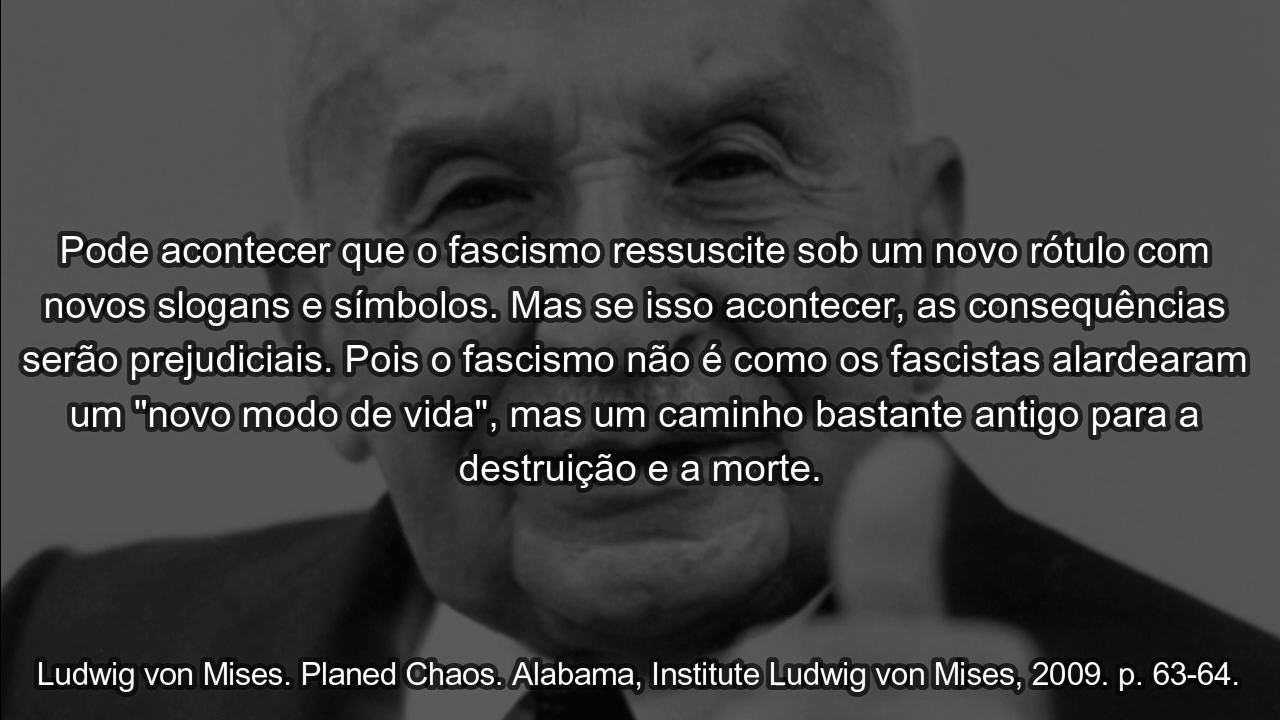 Pode acontecer que o fascismo ressuscite sob um novo rótulo com
novos slogans e símbolos. Mas se isso acontecer, as consequências
serão prejudiciais. Pois o fascismo não é como os fascistas alardearam
um "novo modo de vida", mas um caminho bastante antigo para a
destruição e a morte.
Ludwig von Mises. Planed Chaos. Alabama, Institute Ludwig von Mises, 2009. p. 63-64.